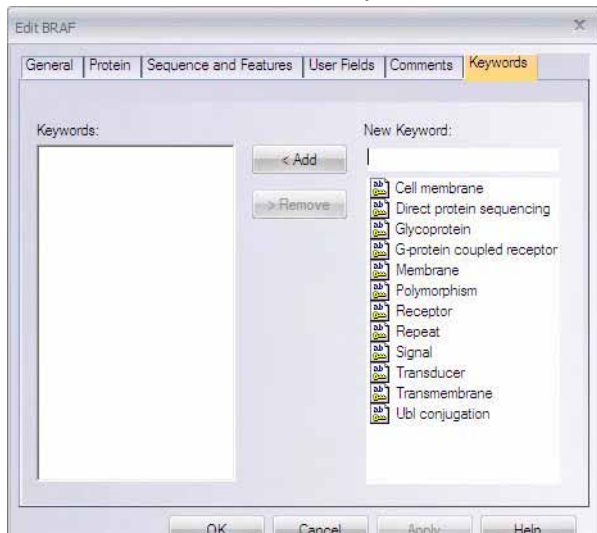 Edit BRAF
General Protein Sequence and Features User Fields Comments Keywords
Keywords:
New Keyword:
< Add
> Remove
Cell membrane
Direct protein sequencing
Glycoprotein
G-protein coupled receptor
Membrane
Polymorphism
Receptor
Repeat
Signal
Transducer
Transmembrane
Ubl conjugation
OK Cancel Apply Help